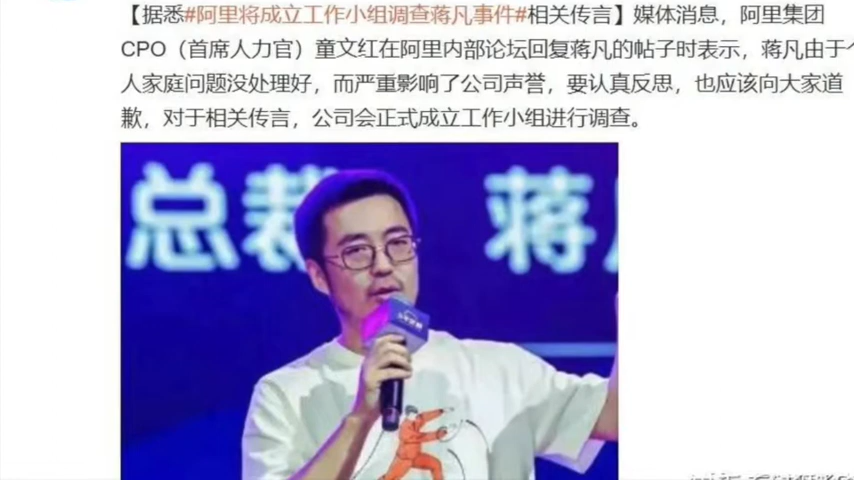 【据悉#阿里将成立工作小组调查蒋凡事件#相关传言】媒体消息，阿里集团
CPO（首席人力官）童文红在阿里内部论坛回复蒋凡的帖子时表示，蒋凡由于个
人家庭问题没处理好，而严重影响了公司声誉，要认真反思，也应该向大家道
歉，对于相关传言，公司会正式成立工作小组进行调查。
总裁 蒋凡